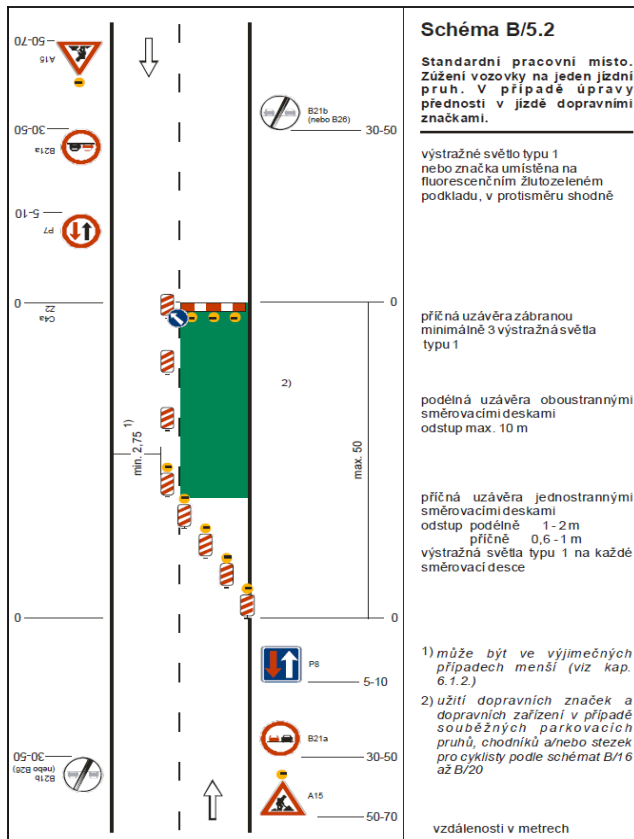 50-70
A15
30-50
B21a
5-10
P7
0
Z2
C4a
min. 2,75 1)
0
30-50
B21b
(nebo B26)
B21b
(nebo B26)
30-50
0
2)
max. 50
0
P8
5-10
B21a
30-50
A15
50-70
Schéma B/5.2
Standardní pracovní místo.
Zúžení vozovky na jeden jízdní
pruh. V případě úpravy
přednosti v jízdě dopravními
značkami.
výstražné světlo typu 1
nebo značka umístěna na
fluorescenčním žlutozeleném
podkladu, v protisměru shodně
příčná uzávěra zábranou
minimálně 3 výstražná světla
typu 1
podélná uzávěra oboustrannými
směrovacími deskami
odstup max. 10 m
příčná uzávěra jednostrannými
směrovacími deskami
odstup podélně 1 - 2 m
příčně 0,6 - 1 m
výstražná světla typu 1 na každé
směrovací desce
1) může být ve výjimečných
případech menší (viz kap.
6.1.2.)
2) užití dopravních značek a
dopravních zařízení v případě
souběžných parkovacích
pruhů, chodníků a/nebo stezek
pro cyklisty podle schémat B/16
až B/20
vzdálenosti v metrech